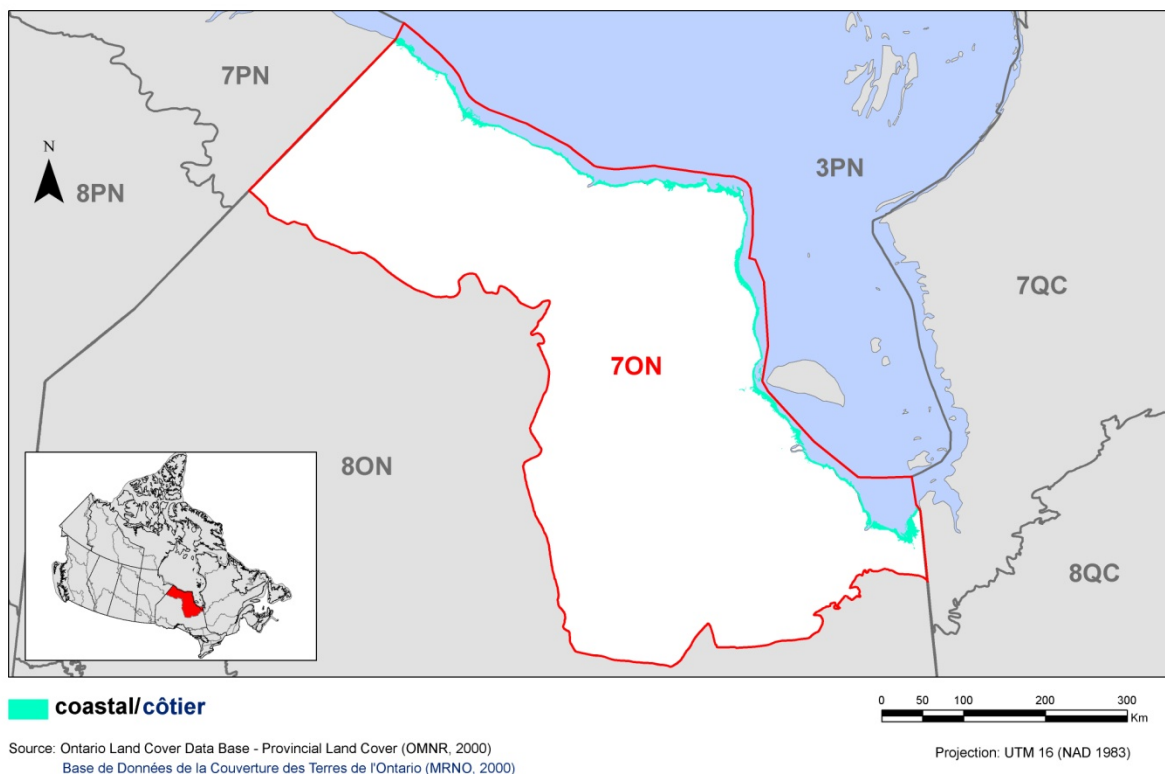 7PN
N
8PN
3PN
7QC
7ON
8ON
8QC
coastal/côtier
0 50 100 200 300
Km
Source: Ontario Land Cover Data Base - Provincial Land Cover (OMNR, 2000)
Base de Données de la Couverture des Terres de l'Ontario (MRNO, 2000)
Projection: UTM 16 (NAD 1983)